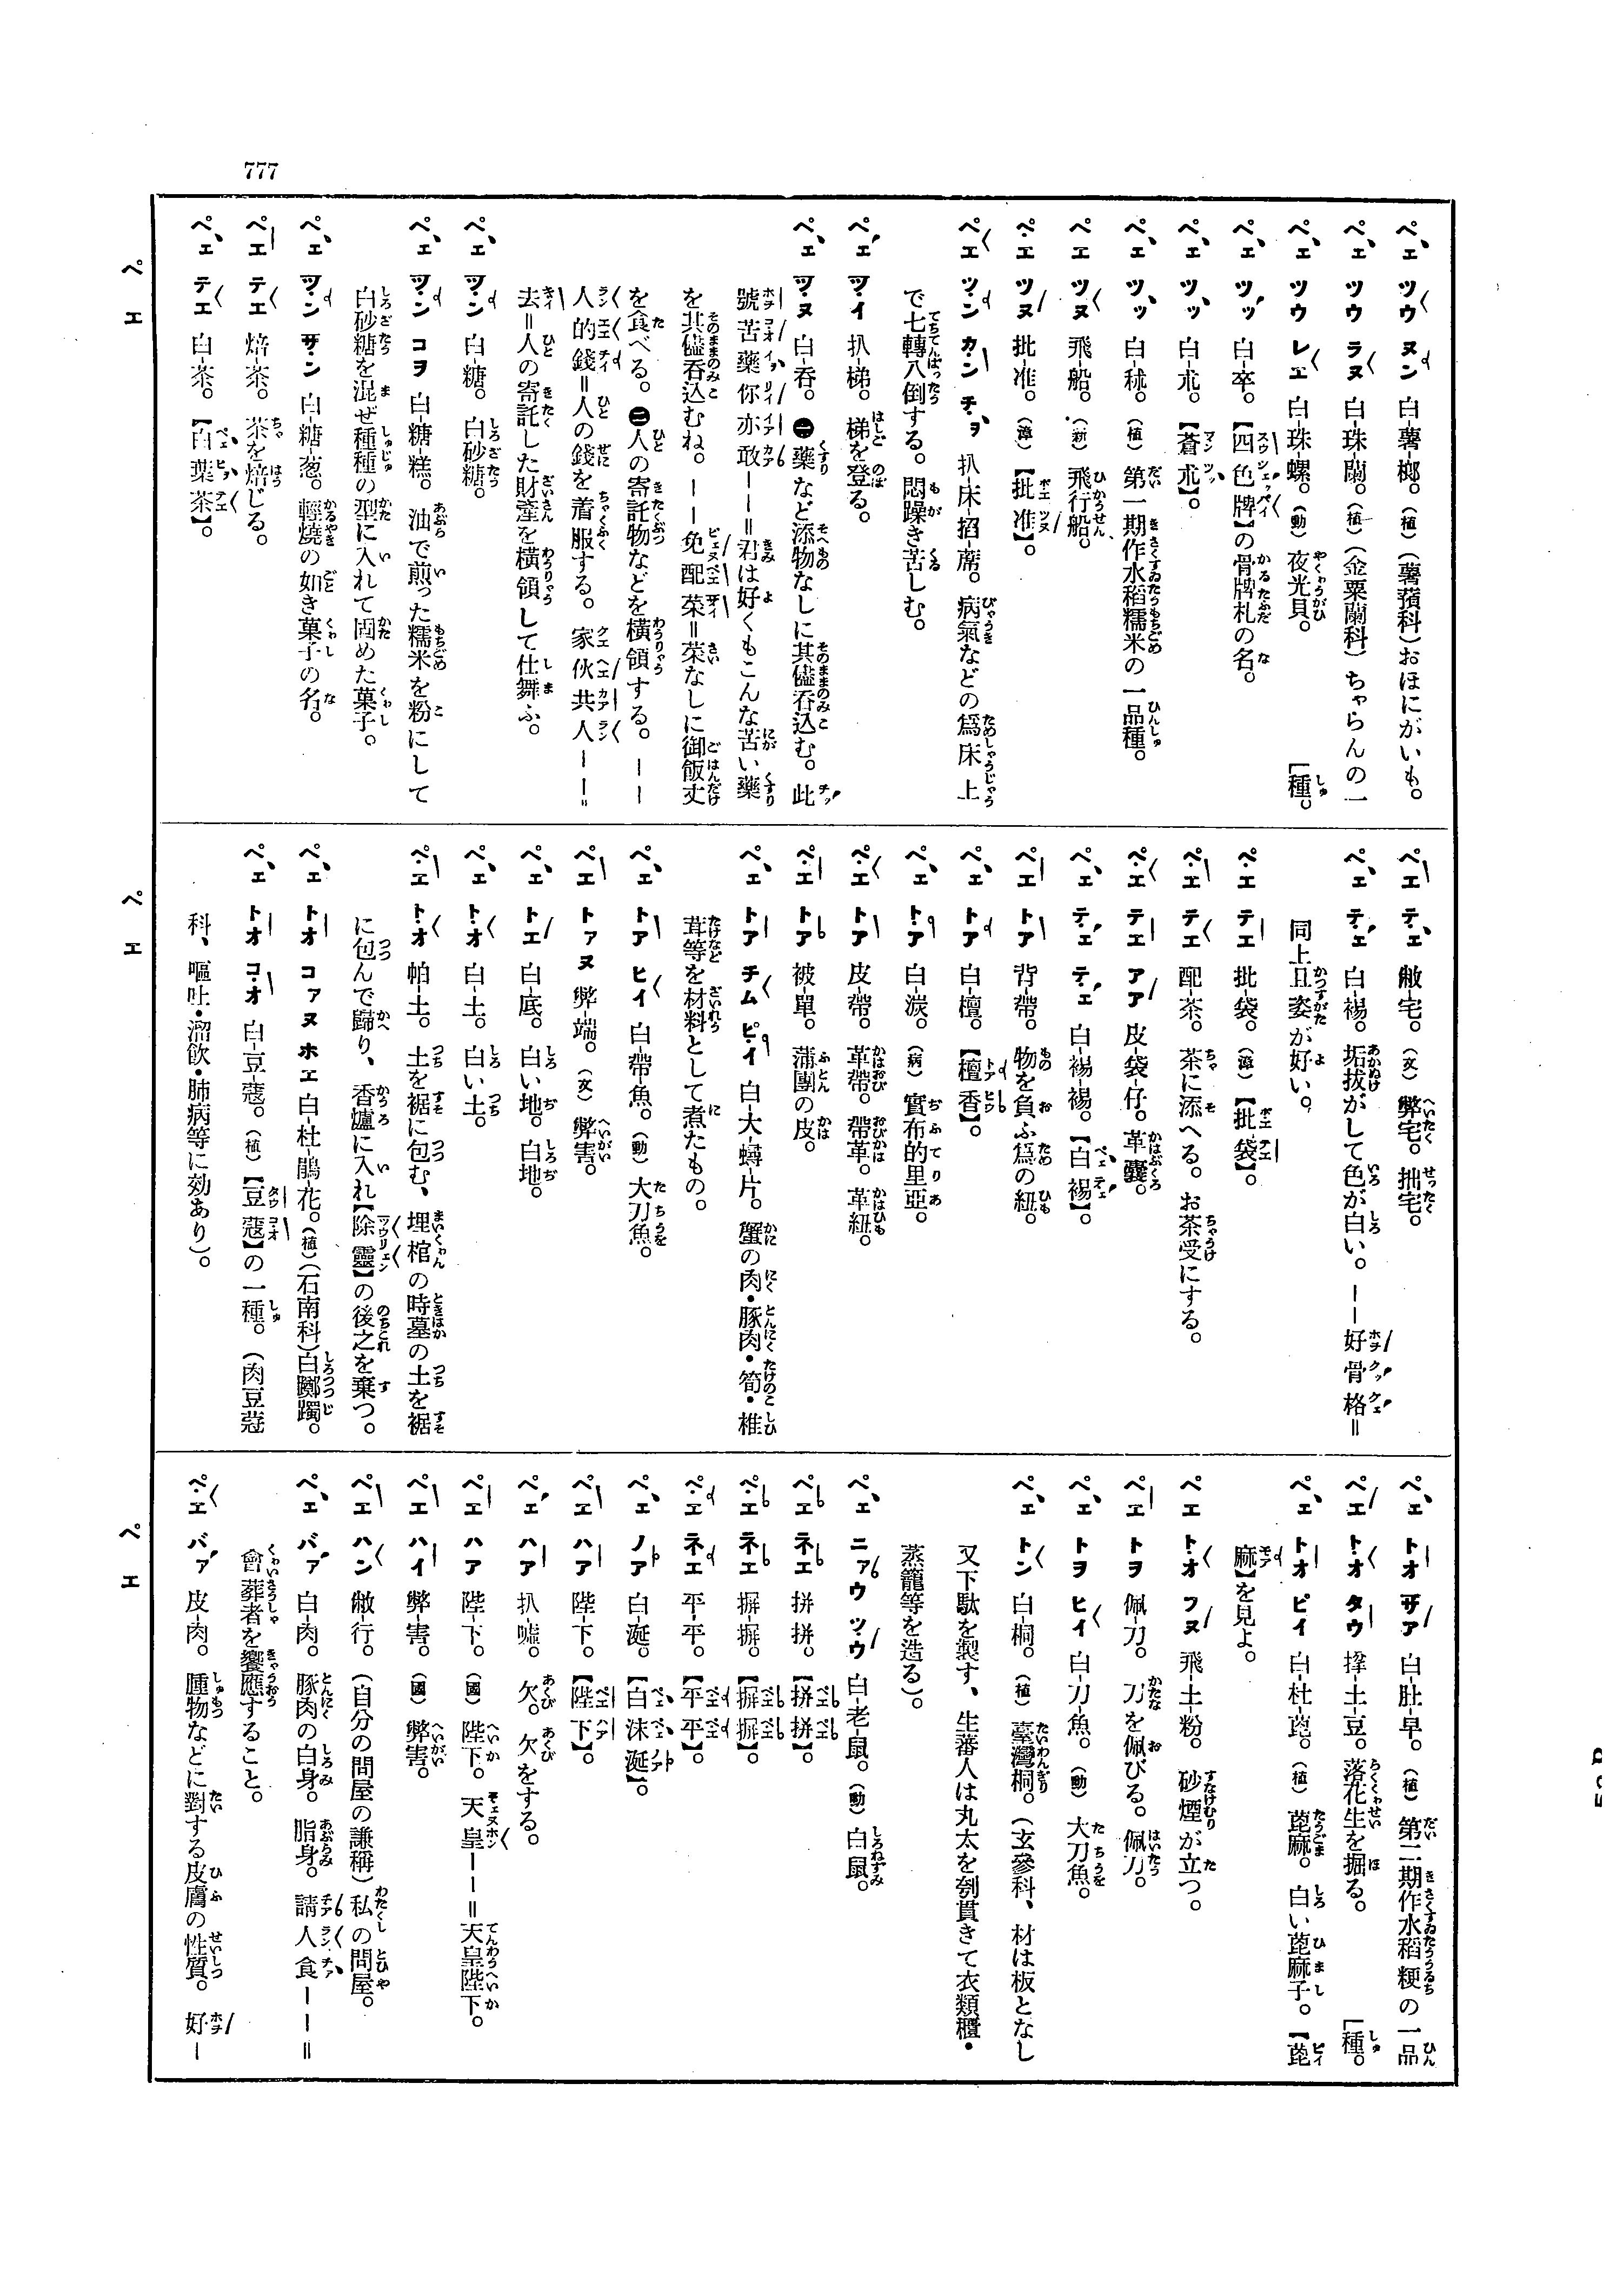 777
ペエ ツウ ヌン 白-薯-榔。(植)(薯蕷科)おほにがいも。
ペエ ツウ ラヌ 白-珠-蘭。(植)(金粟蘭科)ちゃらんの一
ペエ ツウ レエ 白-珠-螺。(動) 夜光貝。 [種。
ペエ ツッ 白-卒。【四色牌】の骨牌札の名。
ペエ ツッ 白-朮。【蒼朮】。
ペエ ツッ 白-秫。(植) 第一期作水稻糯米の一品種。
ペエ ツヌ 飛-船。(新) 飛行船。
ペエ ツヌ 批-准。(漳)【批准】。
ペエ ツン カン チヲ 扒-床-搯-席。 病氣などの爲床上
で七轉八倒する。悶躁き苦しむ。
ペエ ツイ 扒-梯。 梯を登る。
ペエ ツヌ 白-呑。 ㊀藥など添物なしに其儘呑込む。此
號苦藥你亦敢――=君は好くもこんな苦い藥
を其儘呑込むね。――免配菜=菜なしに御飯丈
を食べる。㊁人の寄託物などを橫領する。――
人的錢=人の錢を着服する。家伙共人――=
去=人の寄託した財產を橫領して仕舞ふ。
ペエ ツン 白-糖。 白砂糖。
ペエ ツン コヲ 白-糖-糕。 油で煎った糯米を粉にして
白砂糖を混ぜ種種の型に入れて固めた菓子。
ペエ ツン ザン 白-糖-葱。 輕燒の如き菓子の名。
ペエ テエ 焙-茶。 茶を焙じる。
ペエ テエ 白-茶。【白葉茶】。
ペエ
ペエ テエ 敝-宅。(文) 弊宅。拙宅。
ペエ テエ 白-裼。 垢拔がして色が白い。――好骨格=
同上且姿が好い。
ペエ テエ 批-袋。(漳)【批袋】。
ペエ テエ 配-茶。 茶に添へる。お茶受にする。
ペエ テエ アア 皮-袋-仔。 革囊。
ペエ テエ テエ 白-裼-裼。【白裼】。
ペエ トア 背-帶。 物を負ふ爲の紐。
ペエ トア 白-檀。【檀香】。
ペエ トア 白-㾃。(病) 實布的里亞。
ペエ トア 皮-帶。 革帶。帶革。革紐。
ペエ トア 被-單。 蒲團の皮。
ペエ トア チム ピイ 白-大-蟳-片。 蟹の肉・豚肉・筍・椎
茸等を材料として煮たもの。
ペエ トア ヒイ 白-帶-魚。(動) 大刀魚。
ペエ トァヌ 弊-端。(文) 弊害。
ペエ トエ 白-底。 白い地。白地。
ペエ トオ 白-土。 白い土。
ペエ トオ 帕-土。 土を裾に包む、埋棺の時墓の土を裾
に包んで歸り、香爐に入れ【除靈】の後之を棄つ。
ペエ トオ コァヌ ホエ 白-杜-鵑-花。(植)(石南科)白躑躅。
ペエ トオ コオ 白-豆-蔻。(植)【豆蔻】の一種。(肉豆蔻
科、嘔吐・溜飮・肺病等に効あり)。
ペエ
ペエ トオ ザア 白-肚-早。(植) 第二期作水稻粳の一品
ペエ トオ タウ 撑-土-豆。 落花生を掘る。 [種。
ペエ トオ ピイ 白-杜-萞。(植) 萞麻。白い萞麻子。【萞
麻】を見よ。
ペエ トオ フヌ 飛-土-粉。 砂煙が立つ。
ペエ トヲ 佩-刀。 刀を佩びる。佩刀。
ペエ トヲ ヒイ 白-刀-魚。(動) 大刀魚。
ペエ トン 白-桐。(植) 臺灣桐。(玄參科、材は板となし
又下駄を製す、生蕃人は丸太を刳貫きて衣類櫃・
蒸籠等を造る)。
ペエ ニアウ ツウ 白-老-鼠。(動) 白鼠。
ペエ ネエ 拼拼。【拼拼】。
ペエ ネエ 摒-摒。【摒摒】。
ペエ ネエ 平-平。【平平】。
ペエ ノア 白-涎。【白沫涎】。
ペエ ハア 陛-下。【陛下】。
ペエ ハア 扒-嘘。 欠。欠をする。
ペエ ハア 陛-下。(國) 陛下。天皇――=天皇陛下。
ペエ ハイ 弊-害。(國) 弊害。
ペエ ハン 敝-行。(自分の問屋の謙稱)私の問屋。
ペエ バア 白-肉。 豚肉の白身。脂身。請人食――=
會葬者を饗應すること。
ペエ バア 皮-肉。 腫物などに對する皮膚の性質。好―
ペエ